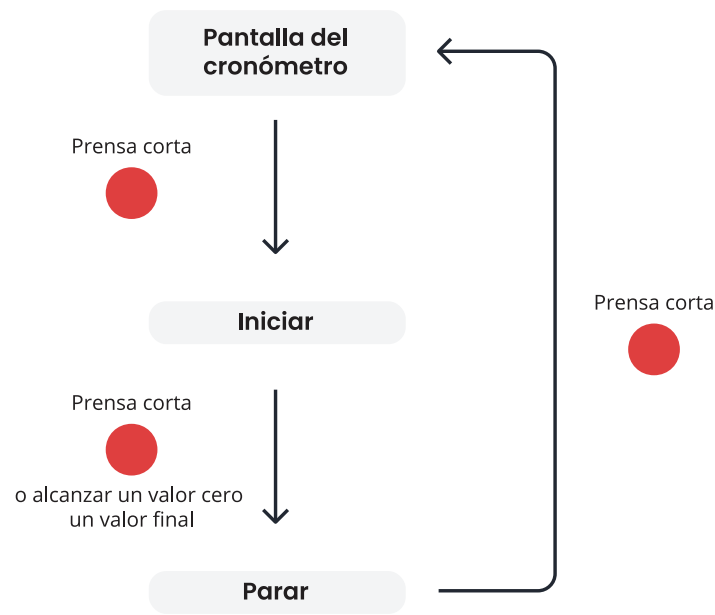 Pantalla del
cronómetro
Prensa corta
Iniciar
Prensa corta
Prensa corta
o alcanzar un valor cero
un valor final
Parar